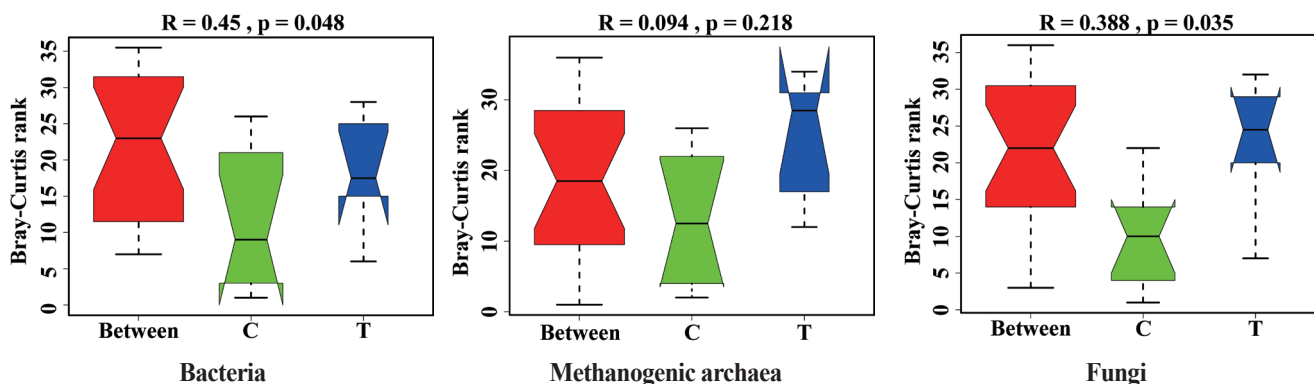 R = 0.45 , p = 0.048
Bray-Curtis rank
35
30
25
20
15
10
5
0
Between C T
Bacteria
R = 0.094 , p = 0.218
Bray-Curtis rank
30
20
10
0
Between C T
Methanogenic archaea
R = 0.388 , p = 0.035
Bray-Curtis rank
35
30
25
20
15
10
5
0
Between C T
Fungi